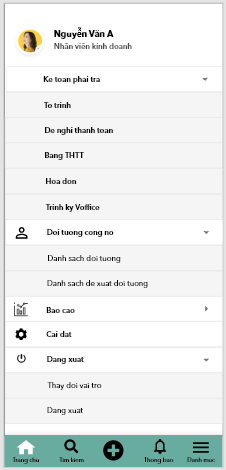 Nguyễn Văn A
Nhân viên kinh doanh
Ke toan phai tra
To trinh
De nghi thanh toan
Bang THTT
Hoa don
Trinh ky Voffice
Doi tuong cong no
Danh sach doi tuong
Danh sach de xuat doi tuong
Bao cao
Cai dat
Dang xuat
Thay doi vai tro
Dang xuat
Trang chu
Tim kiem
Thong bao
Danh muc